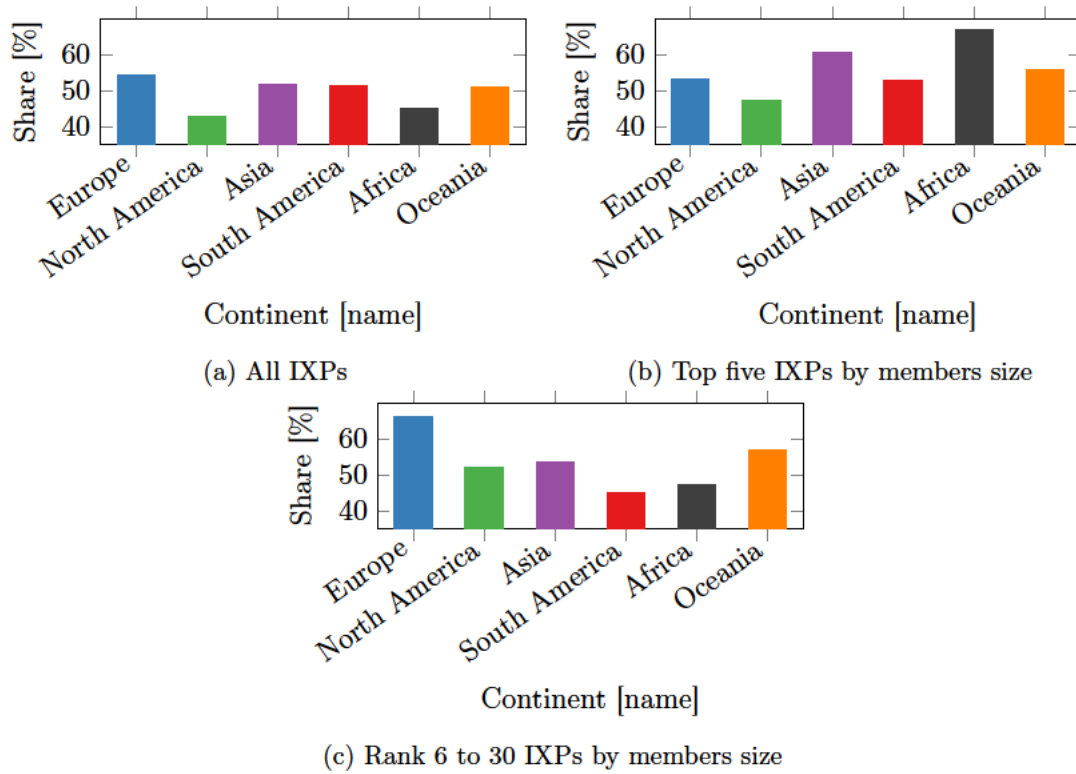 Share [%]
60
50
40
Europe
North America
Asia
South America
Africa
Oceania
Continent [name]
(a) All IXPs
Share [%]
60
50
40
Europe
North America
Asia
South America
Africa
Oceania
Continent [name]
(b) Top five IXPs by members size
Share [%]
60
50
40
Europe
North America
Asia
South America
Africa
Oceania
Continent [name]
(c) Rank 6 to 30 IXPs by members size